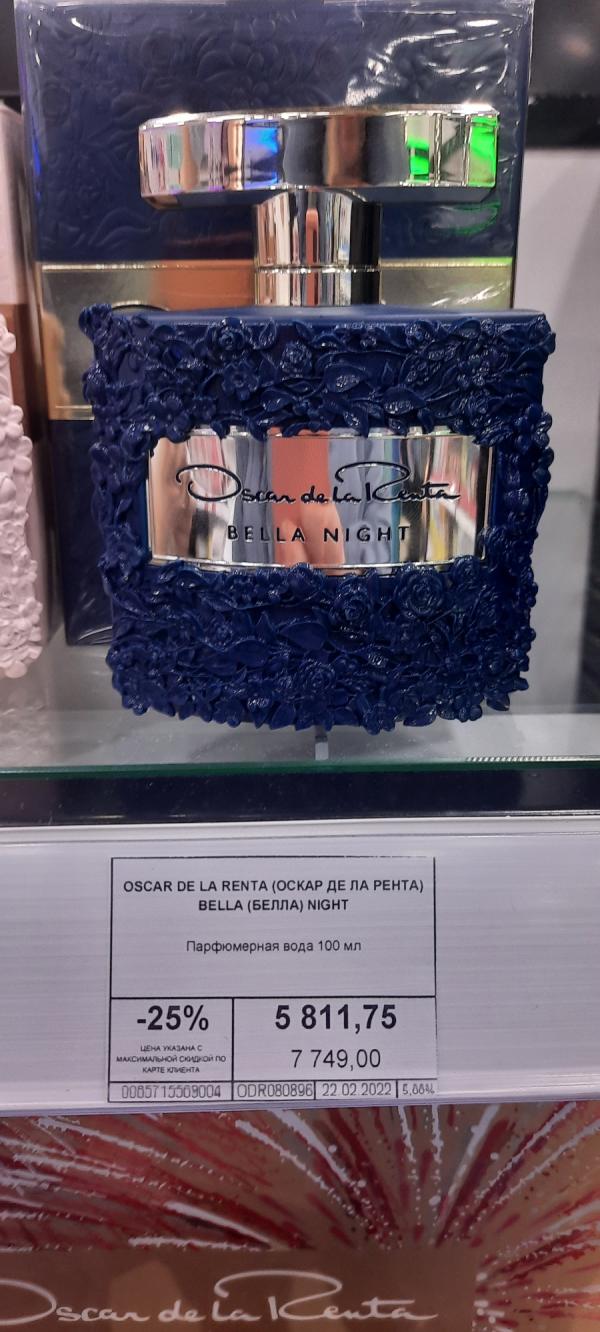 Oscar de la Renta
BELLA NIGHT
OSCAR DE LA RENTA (ОСКАР ДЕ ЛА РЕНТА)
BELLA (БЕЛЛА) NIGHT
Парфюмерная вода 100 мл
-25%
5 811,75
ЦЕНА УКАЗАНА С
МАКСИМАЛЬНОЙ СКИДКОЙ ПО
КАРТЕ КЛИЕНТА
7 749,00
0085715569004 ODR080896 22.02.2022
Oscar de la Renta